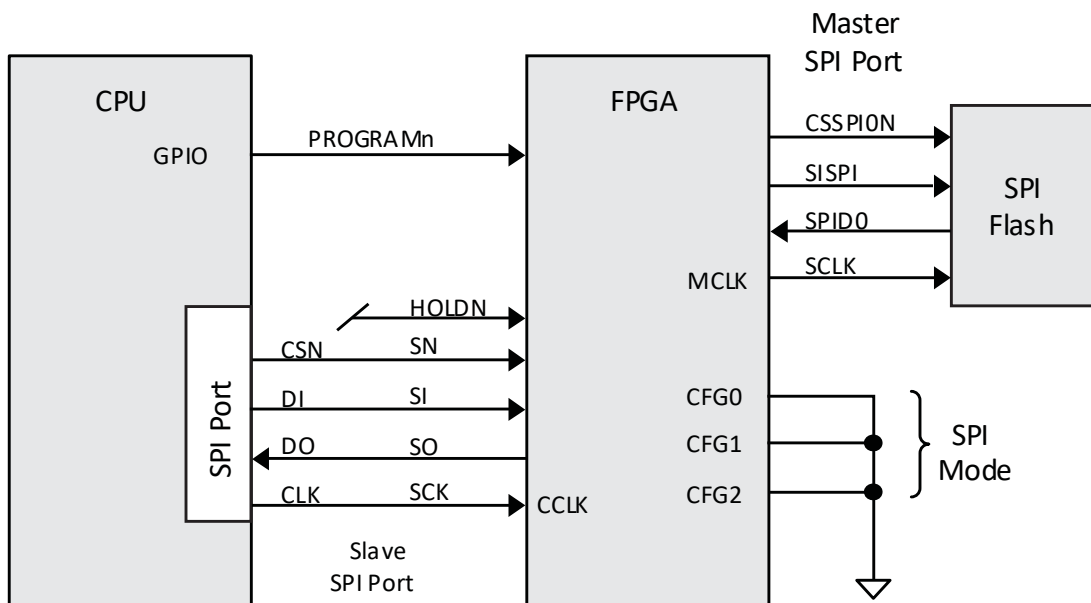 Master
SPI Port
CPU
FPGA
CSSPI0N
PROGRAMn
GPIO
SISPI
SPI
Flash
SPID0
SCLK
MCLK
HOLDN
CSN
SN
DI
SI
CFG0
DO
SO
CFG1
SPI
Mode
CLK
SCK
CFG2
CCLK
SPI Port
Slave
SPI Port